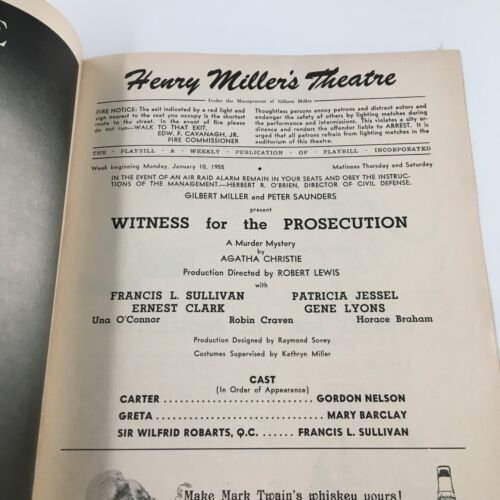 Henry Miller's Theatre
Under the Management of Gilbert Miller
FIRE NOTICE: The exit indicated by a red light and
sign nearest to the seat you occupy is the shortest
route to the street. In the event of fire please
do not run—WALK TO THAT EXIT.
EDW. F. CAVANAGH, JR.
FIRE COMMISSIONER
Thoughtless persons annoy patrons and distract actors and
endanger the safety of others by lighting matches during
the performance and intermissions. This violates a city or-
dinance and renders the offender liable to ARREST. It is
urged that all patrons refrain from lighting matches in the
auditorium of this theatre.
THE · PLAYBILL · A · WEEKLY · PUBLICATION · OF · PLAYBILL · INCORPORATED
Week beginning Monday, January 10, 1955 • Matinees Thursday and Saturday
IN THE EVENT OF AN AIR RAID ALARM REMAIN IN YOUR SEATS AND OBEY THE INSTRUC-
TIONS OF THE MANAGEMENT.—HERBERT R. O'BRIEN, DIRECTOR OF CIVIL DEFENSE.
GILBERT MILLER and PETER SAUNDERS
present
WITNESS for the PROSECUTION
A Murder Mystery
by
AGATHA CHRISTIE
Production Directed by ROBERT LEWIS
with
FRANCIS L. SULLIVAN PATRICIA JESSEL
ERNEST CLARK GENE LYONS
Una O'Connor Robin Craven Horace Braham
Production Designed by Raymond Sovey
Costumes Supervised by Kathryn Miller
CAST
(In Order of Appearance)
CARTER ........................ GORDON NELSON
GRETA ........................ MARY BARCLAY
SIR WILFRID ROBARTS, Q.C. ...... FRANCIS L. SULLIVAN
Make Mark Twain's whiskey yours!